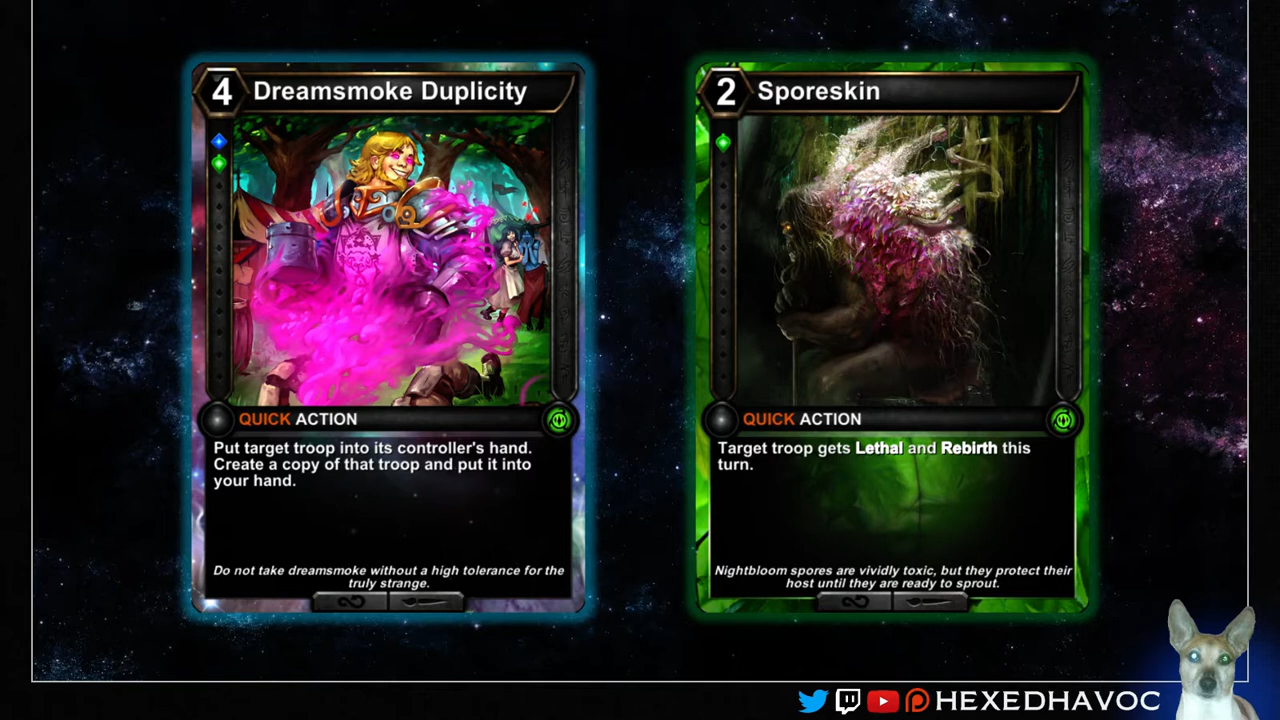 4 Dreamsmoke Duplicity
QUICK ACTION
Put target troop into its controller's hand.
Create a copy of that troop and put it into
your hand.
Do not take dreamsmoke without a high tolerance for the
truly strange.
2 Sporeskin
QUICK ACTION
Target troop gets Lethal and Rebirth this
turn.
Nightbloom spores are vividly toxic, but they protect their
host until they are ready to sprout.
HEXEDHAVOC